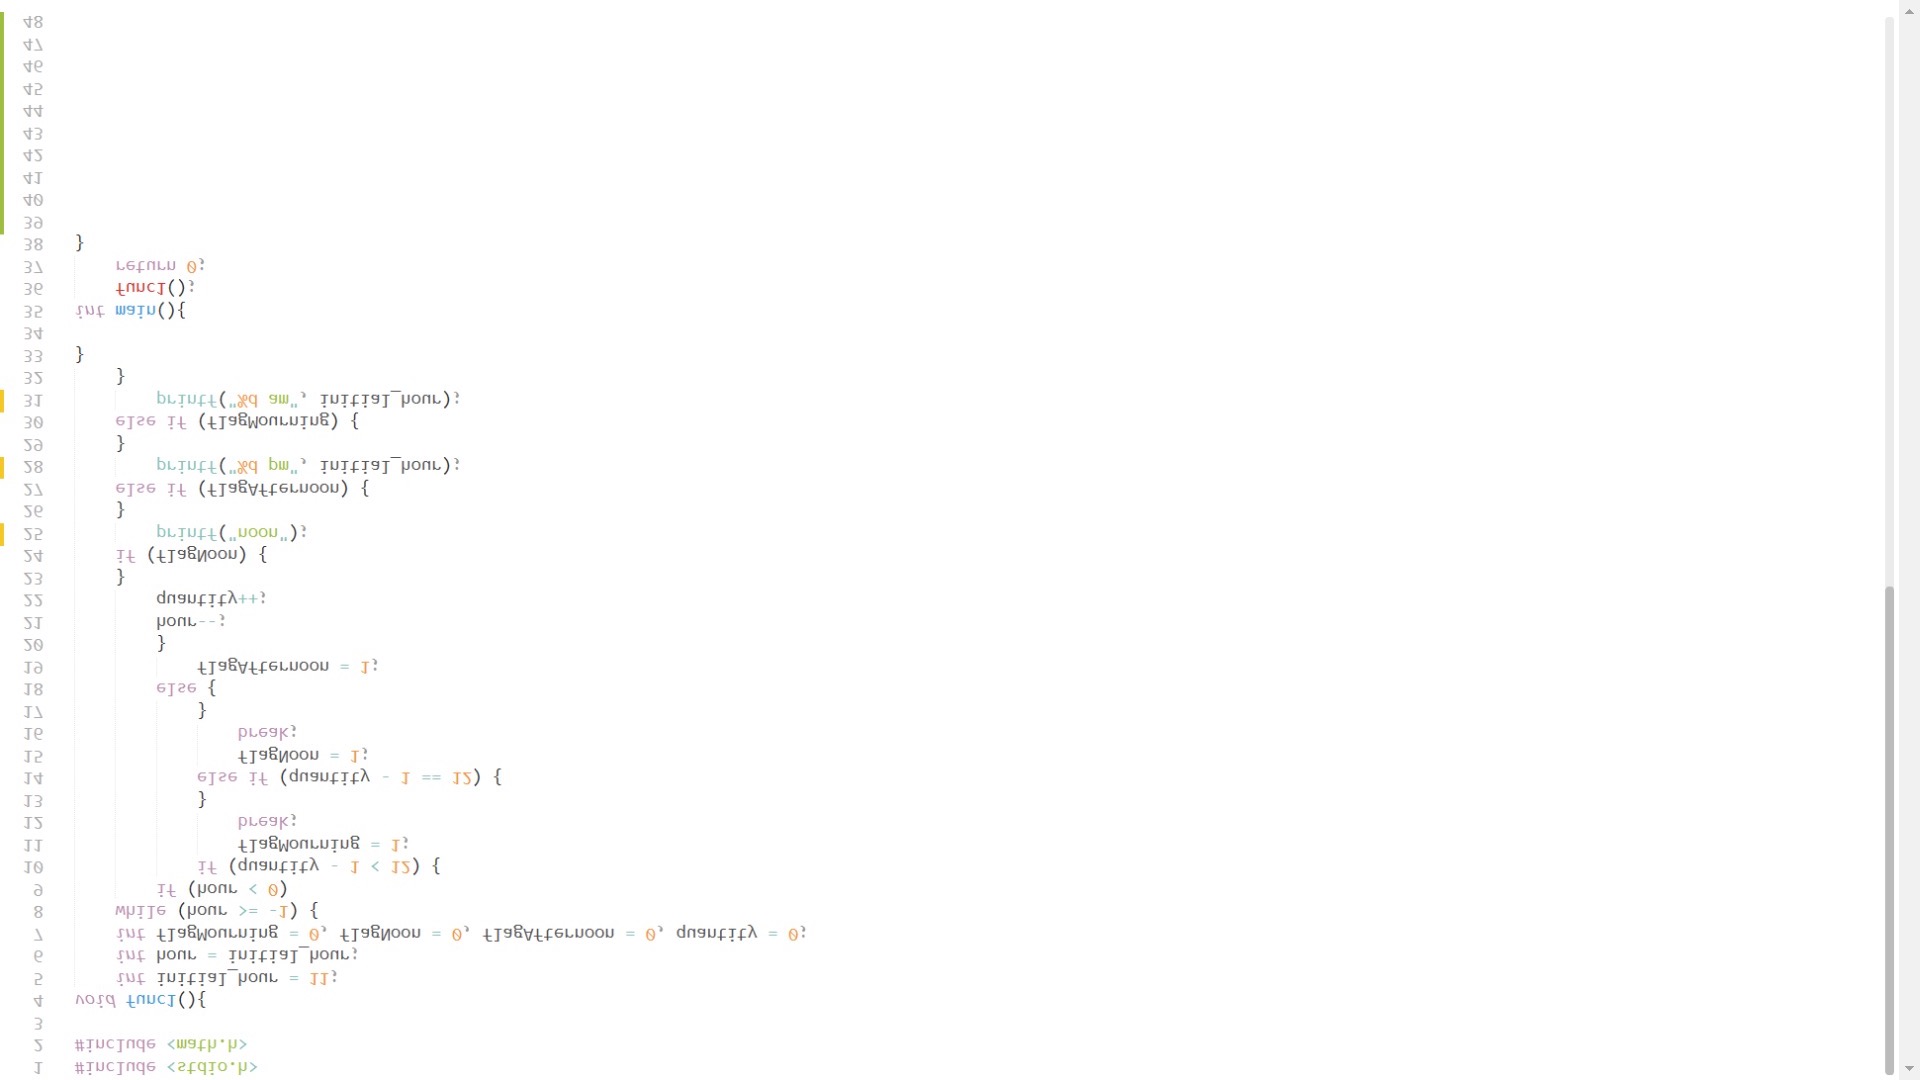 1 #include <stdio.h>
2 #include <math.h>
3
4 void func1(){
5     int initial_hour = 11;
6     int hour = initial_hour;
7     int flagMourning = 0, flagNoon = 0, flagAfternoon = 0, quantity = 0;
8     while (hour >= -1) {
9         if (hour < 0)
10             if (quantity - 1 < 12) {
11                 flagMourning = 1;
12                 break;
13             }
14             else if (quantity - 1 == 12) {
15                 flagNoon = 1;
16                 break;
17             }
18         else {
19             flagAfternoon = 1;
20         }
21         hour--;
22         quantity++;
23     }
24     if (flagNoon) {
25         printf("noon");
26     }
27     else if (flagAfternoon) {
28         printf("%d pm", initial_hour);
29     }
30     else if (flagMourning) {
31         printf("%d am", initial_hour);
32     }
33 }
34
35 int main(){
36     func1();
37     return 0;
38 }
39
40
41
42
43
44
45
46
47
48